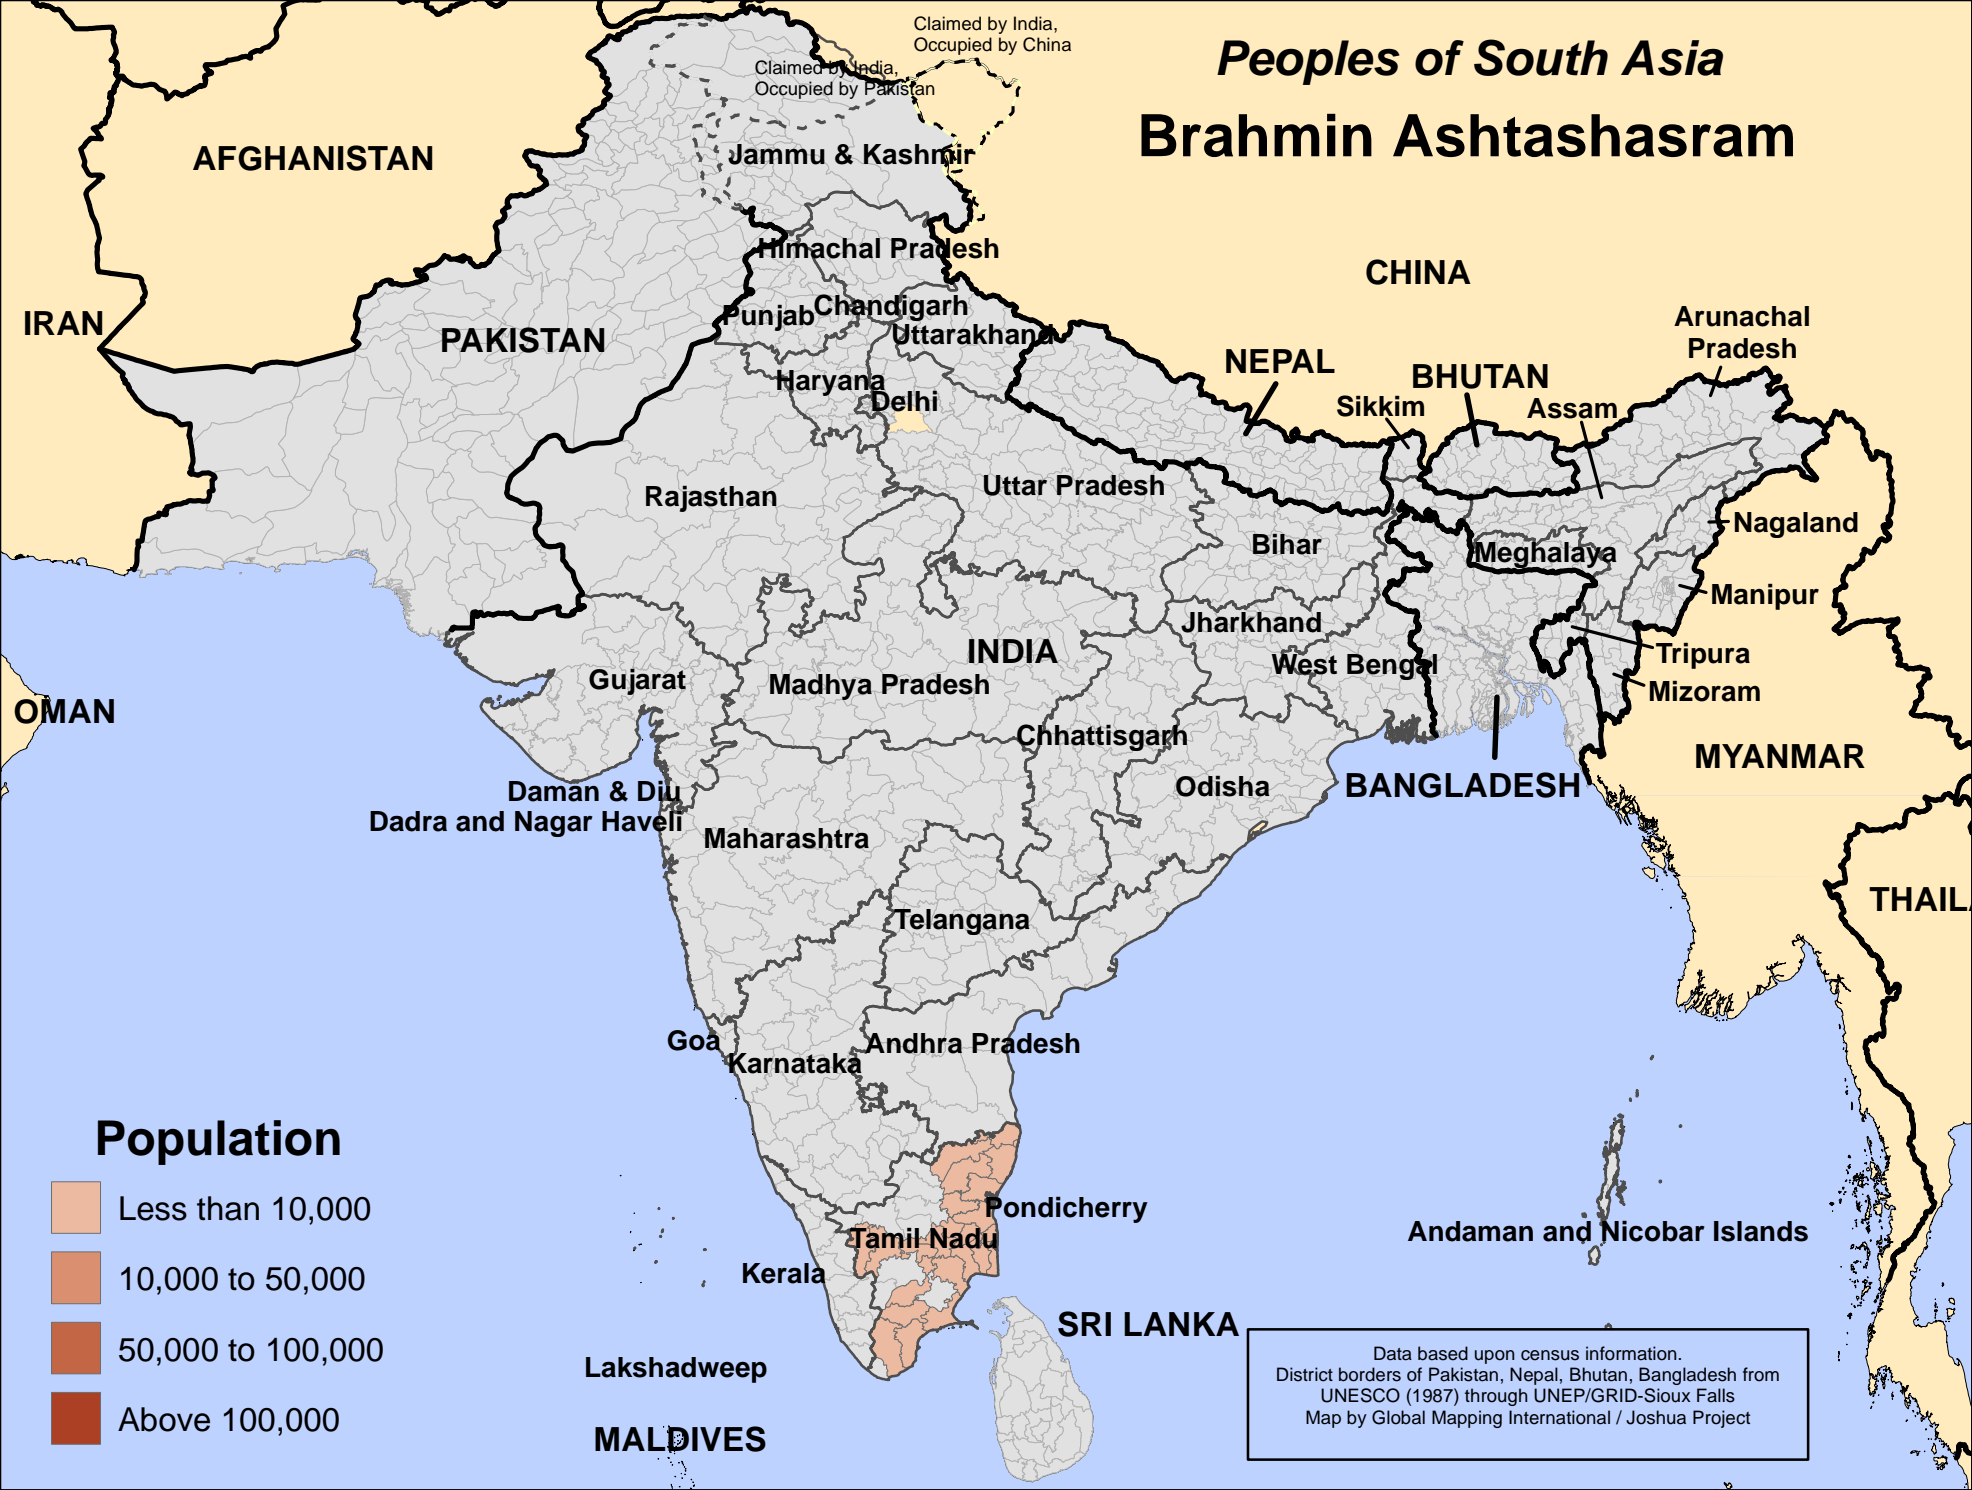 Claimed by India,
Occupied by China
Peoples of South Asia
Claimed by India,
Occupied by Pakistan
Brahmin Ashtashasram
AFGHANISTAN
Jammu & Kashmir
Himachal Pradesh
CHINA
IRAN
PAKISTAN
Punjab
Chandigarh
Uttarakhand
Arunachal
Pradesh
NEPAL
BHUTAN
Haryana
Delhi
Sikkim
Assam
Rajasthan
Uttar Pradesh
Nagaland
Bihar
Meghalaya
Manipur
Jharkhand
INDIA
Tripura
West Bengal
Gujarat
Madhya Pradesh
Mizoram
OMAN
Chhattisgarh
MYANMAR
Odisha
BANGLADESH
Daman & Diu
Dadra and Nagar Haveli
Maharashtra
THAIL
Telangana
Goa
Andhra Pradesh
Karnataka
Population
Less than 10,000
10,000 to 50,000
50,000 to 100,000
Above 100,000
Pondicherry
Tamil Nadu
Andaman and Nicobar Islands
Kerala
SRI LANKA
Lakshadweep
MALDIVES
Data based upon census information.
District borders of Pakistan, Nepal, Bhutan, Bangladesh from
UNESCO (1987) through UNEP/GRID-Sioux Falls
Map by Global Mapping International / Joshua Project